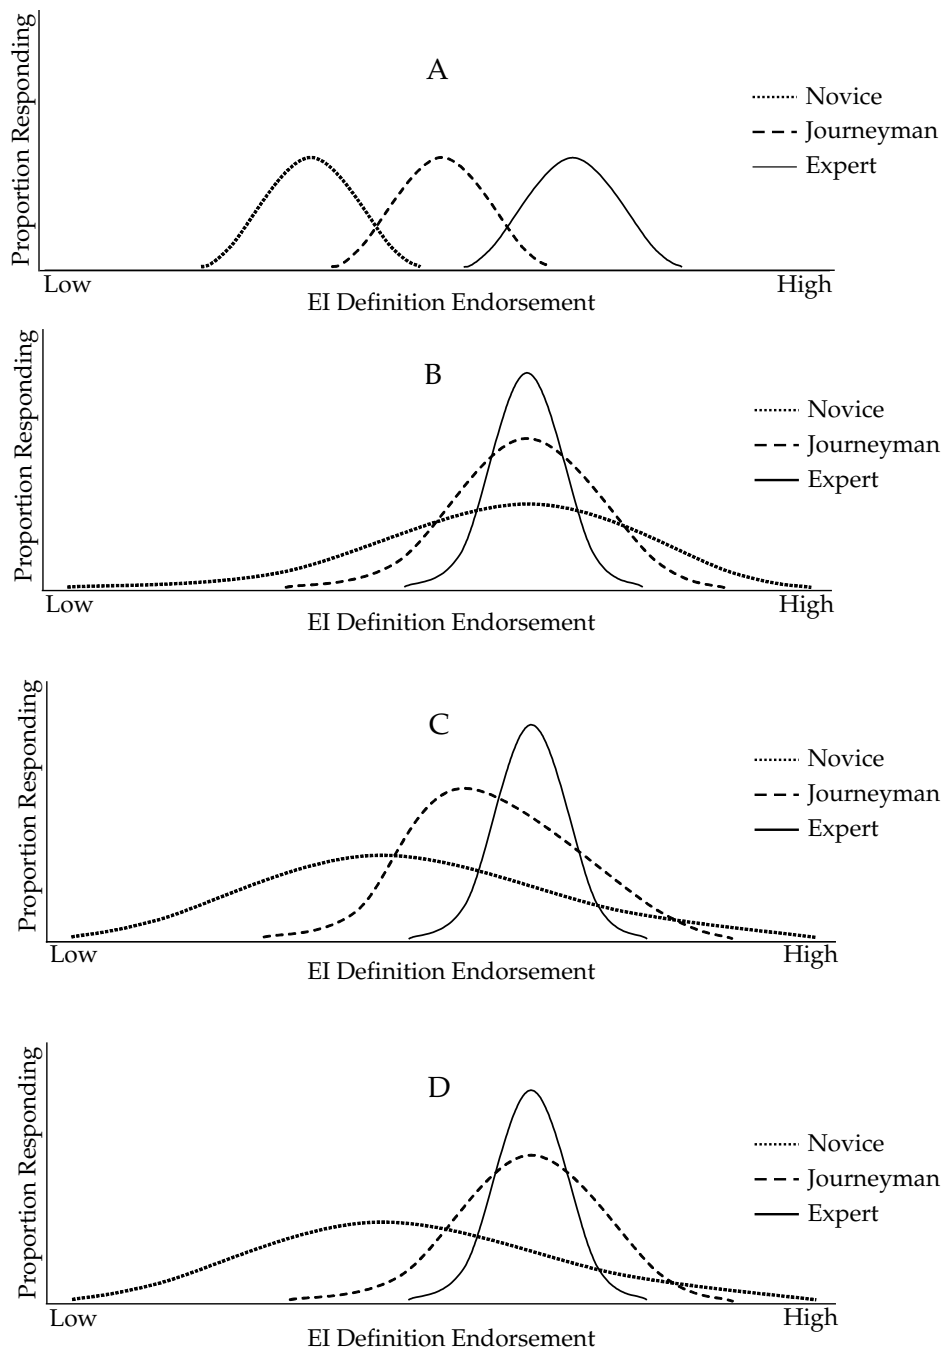 Proportion Responding
A
Novice
Journeyman
Expert
Low
High
EI Definition Endorsement
Proportion Responding
B
Novice
Journeyman
Expert
Low
High
EI Definition Endorsement
Proportion Responding
C
Novice
Journeyman
Expert
Low
High
EI Definition Endorsement
Proportion Responding
D
Novice
Journeyman
Expert
Low
High
EI Definition Endorsement